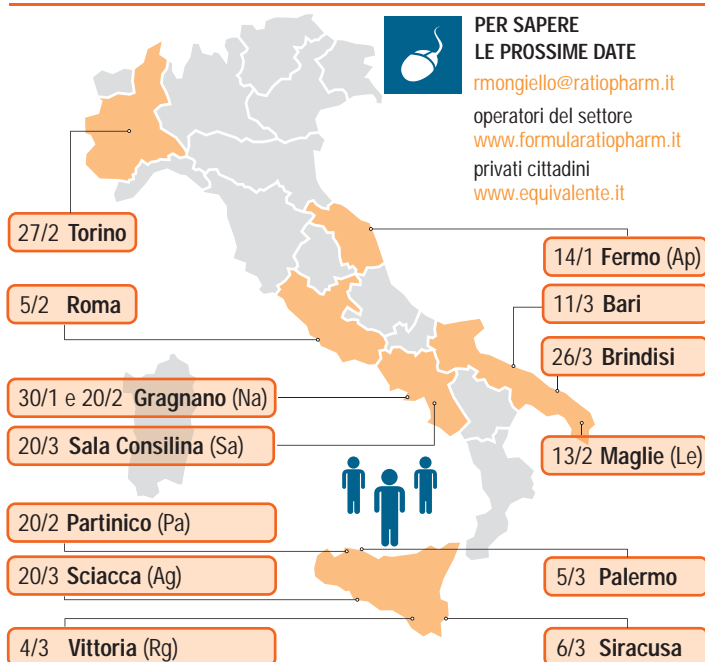 PER SAPERE
LE PROSSIME DATE
rmongiello@ratiopharm.it
operatori del settore
www.formularatiopharm.it
privati cittadini
www.equivalente.it
27/2 Torino
14/1 Fermo (Ap)
5/2 Roma
11/3 Bari
26/3 Brindisi
30/1 e 20/2 Gragnano (Na)
20/3 Sala Consilina (Sa)
13/2 Maglie (Le)
20/2 Partinico (Pa)
20/3 Sciacca (Ag)
5/3 Palermo
4/3 Vittoria (Rg)
6/3 Siracusa